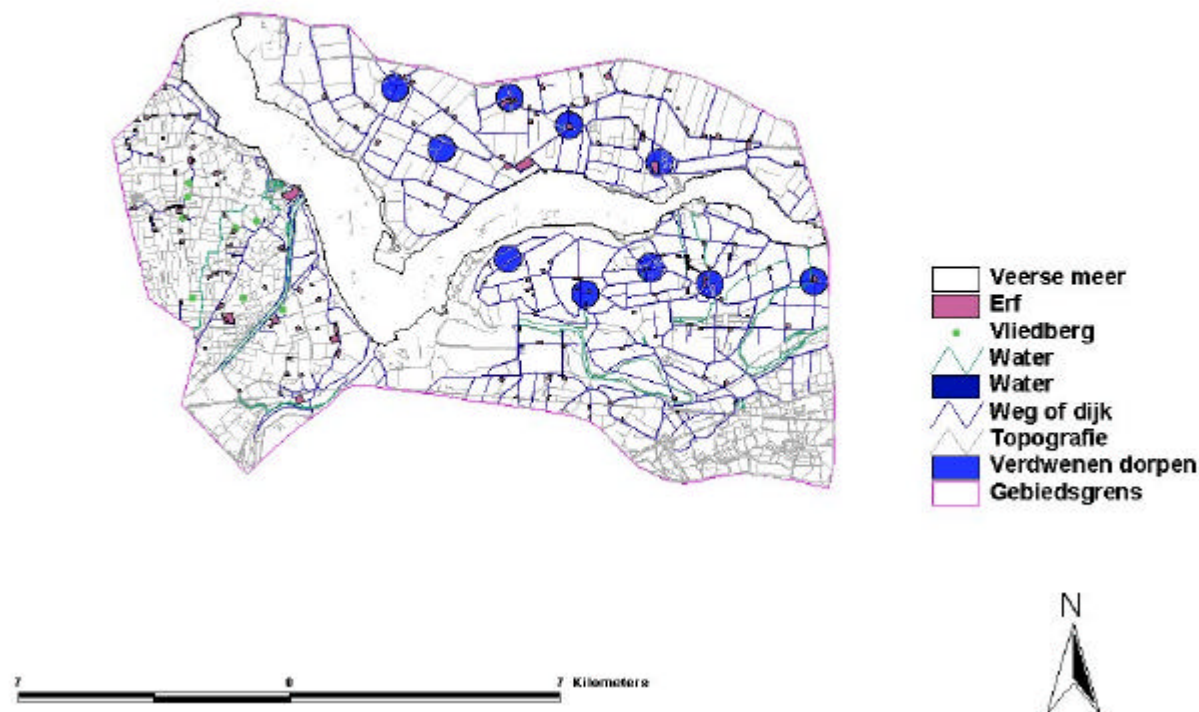 Veerse meer
Erf
Vliedberg
Water
Water
Weg of dijk
Topografie
Verdwenen dorpen
Gebiedsgrens
N
7 0 7 Kilometers